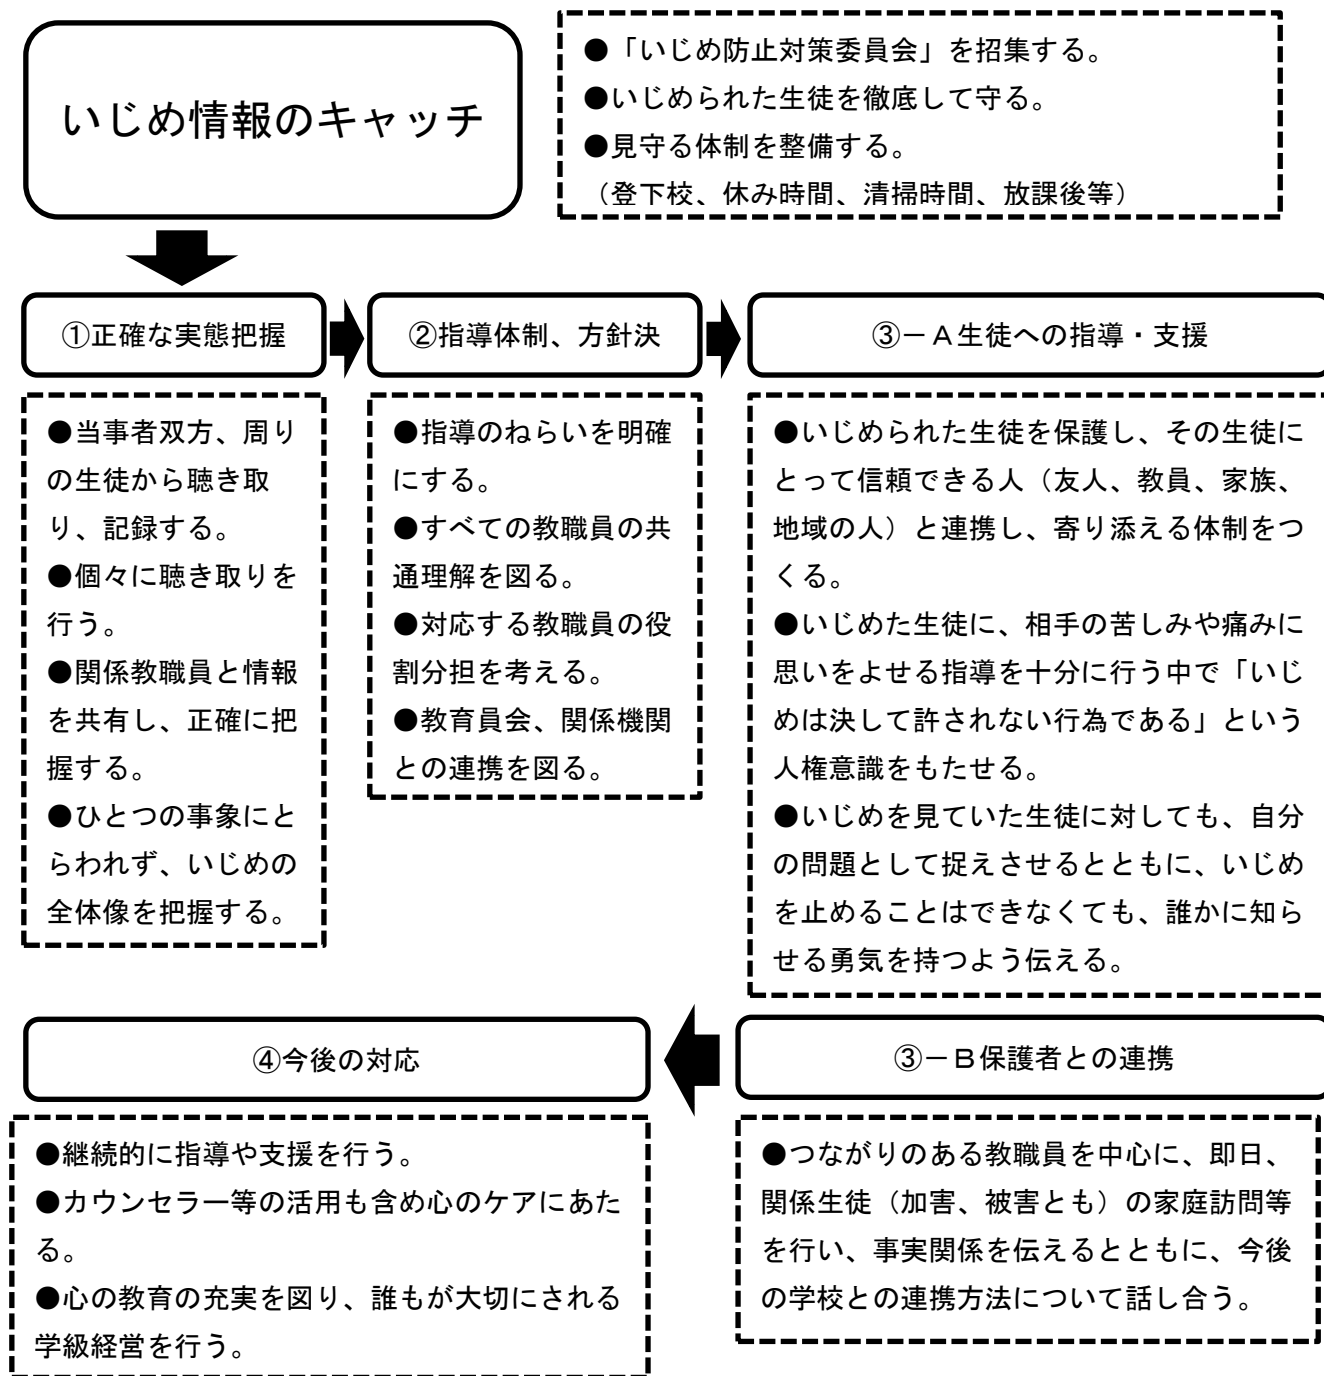 いじめ情報のキャッチ
●「いじめ防止対策委員会」を招集する。
●いじめられた生徒を徹底して守る。
●見守る体制を整備する。
（登下校、休み時間、清掃時間、放課後等）
①正確な実態把握
●当事者双方、周り
の生徒から聴き取
り、記録する。
●個々に聴き取りを
行う。
●関係教職員と情報
を共有し、正確に把
握する。
●ひとつの事象にと
らわれず、いじめの
全体像を把握する。
②指導体制、方針決
●指導のねらいを明確
にする。
●すべての教職員の共
通理解を図る。
●対応する教職員の役
割分担を考える。
●教育員会、関係機関
との連携を図る。
③－Ａ生徒への指導・支援
●いじめられた生徒を保護し、その生徒に
とって信頼できる人（友人、教員、家族、
地域の人）と連携し、寄り添える体制をつ
くる。
●いじめた生徒に、相手の苦しみや痛みに
思いをよせる指導を十分に行う中で「いじ
めは決して許されない行為である」という
人権意識をもたせる。
●いじめを見ていた生徒に対しても、自分
の問題として捉えさせるとともに、いじめ
を止めることはできなくても、誰かに知ら
せる勇気を持つよう伝える。
③－Ｂ保護者との連携
●つながりのある教職員を中心に、即日、
関係生徒（加害、被害とも）の家庭訪問等
を行い、事実関係を伝えるとともに、今後
の学校との連携方法について話し合う。
④今後の対応
●継続的に指導や支援を行う。
●カウンセラー等の活用も含め心のケアにあた
る。
●心の教育の充実を図り、誰もが大切にされる
学級経営を行う。